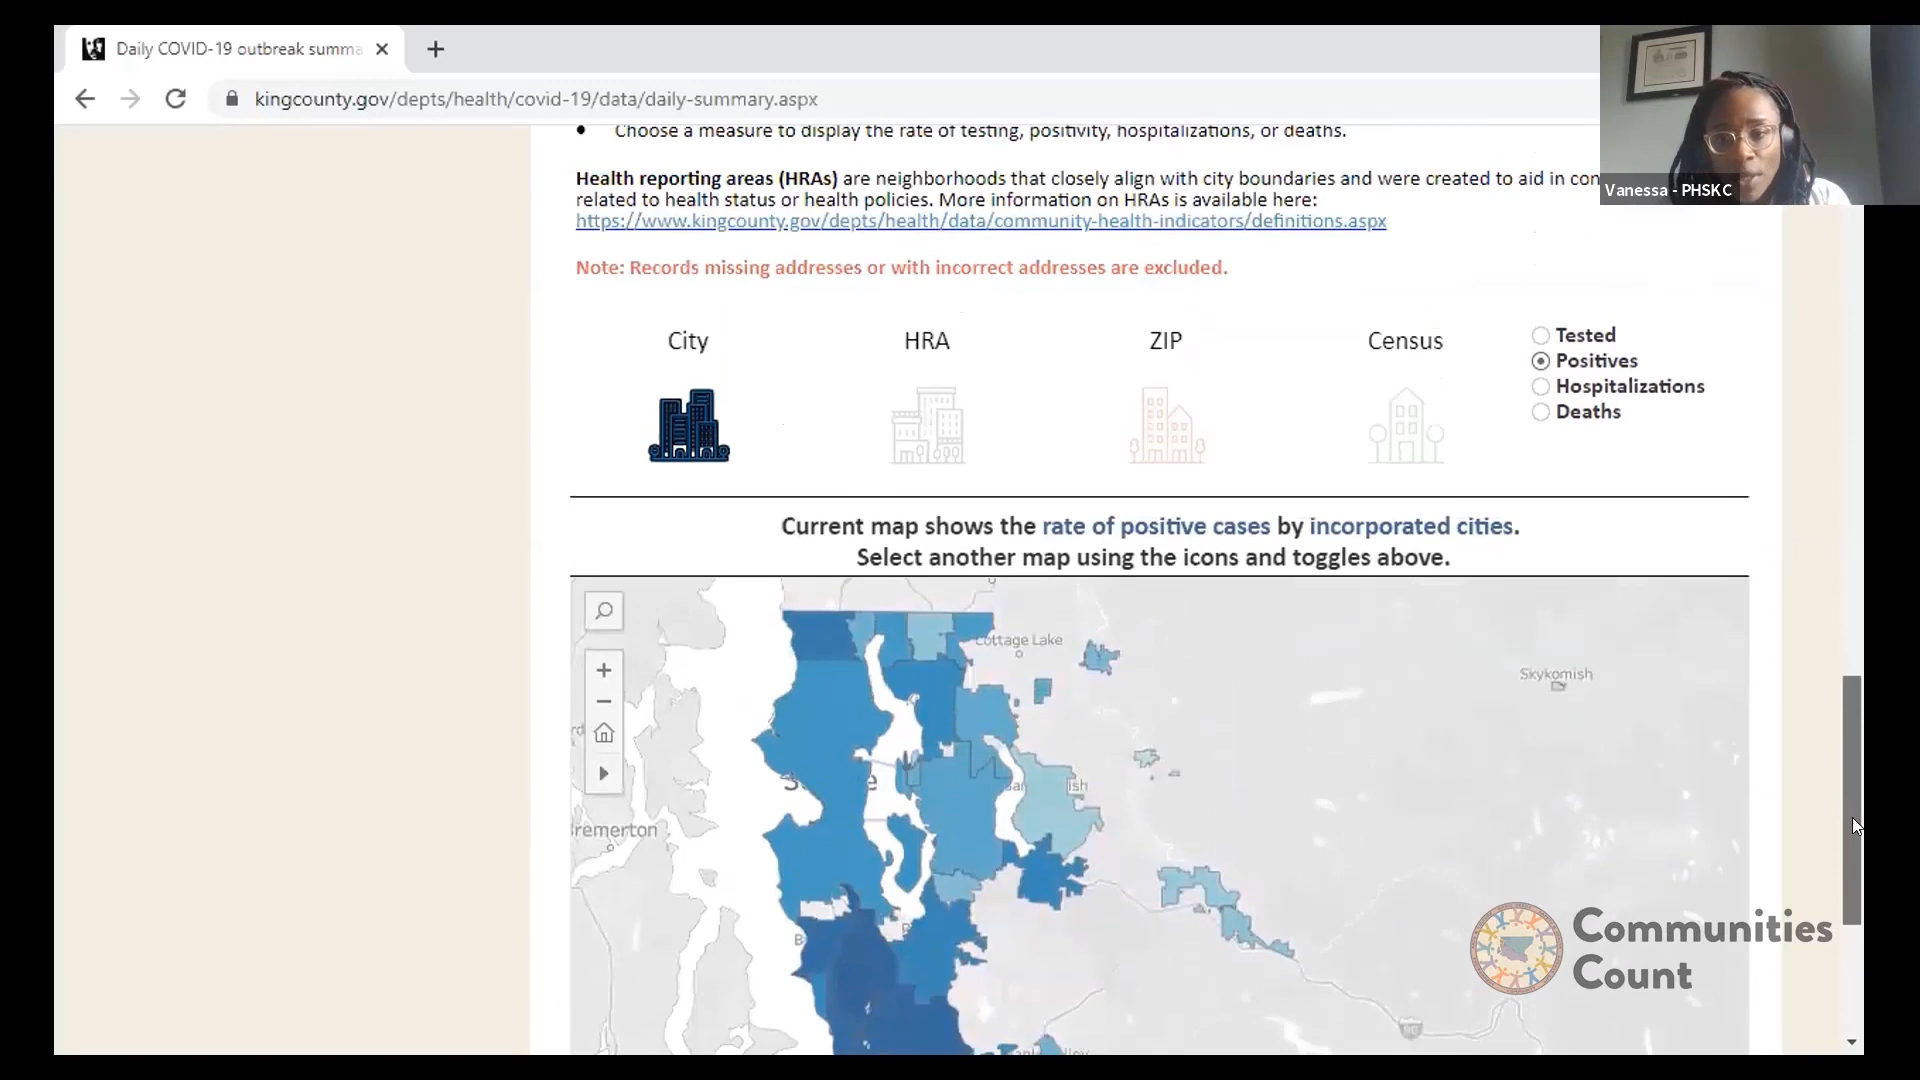 Daily COVID-19 outbreak summa
kingcounty.gov/depts/health/covid-19/data/daily-summary.aspx
Vanessa - PHSKC
Choose a measure to display the rate of testing, positivity, hospitalizations, or deaths.
Health reporting areas (HRAs) are neighborhoods that closely align with city boundaries and were created to aid in
related to health status or health policies. More information on HRAs is available here:
https://www.kingcounty.gov/depts/health/data/community-health-indicators/definitions.aspx
Note: Records missing addresses or with incorrect addresses are excluded.
City HRA ZIP Census
Tested
Positives
Hospitalizations
Deaths
Current map shows the rate of positive cases by incorporated cities.
Select another map using the icons and toggles above.
Cottage Lake
Skykomish
Bremerton
Communities
Count